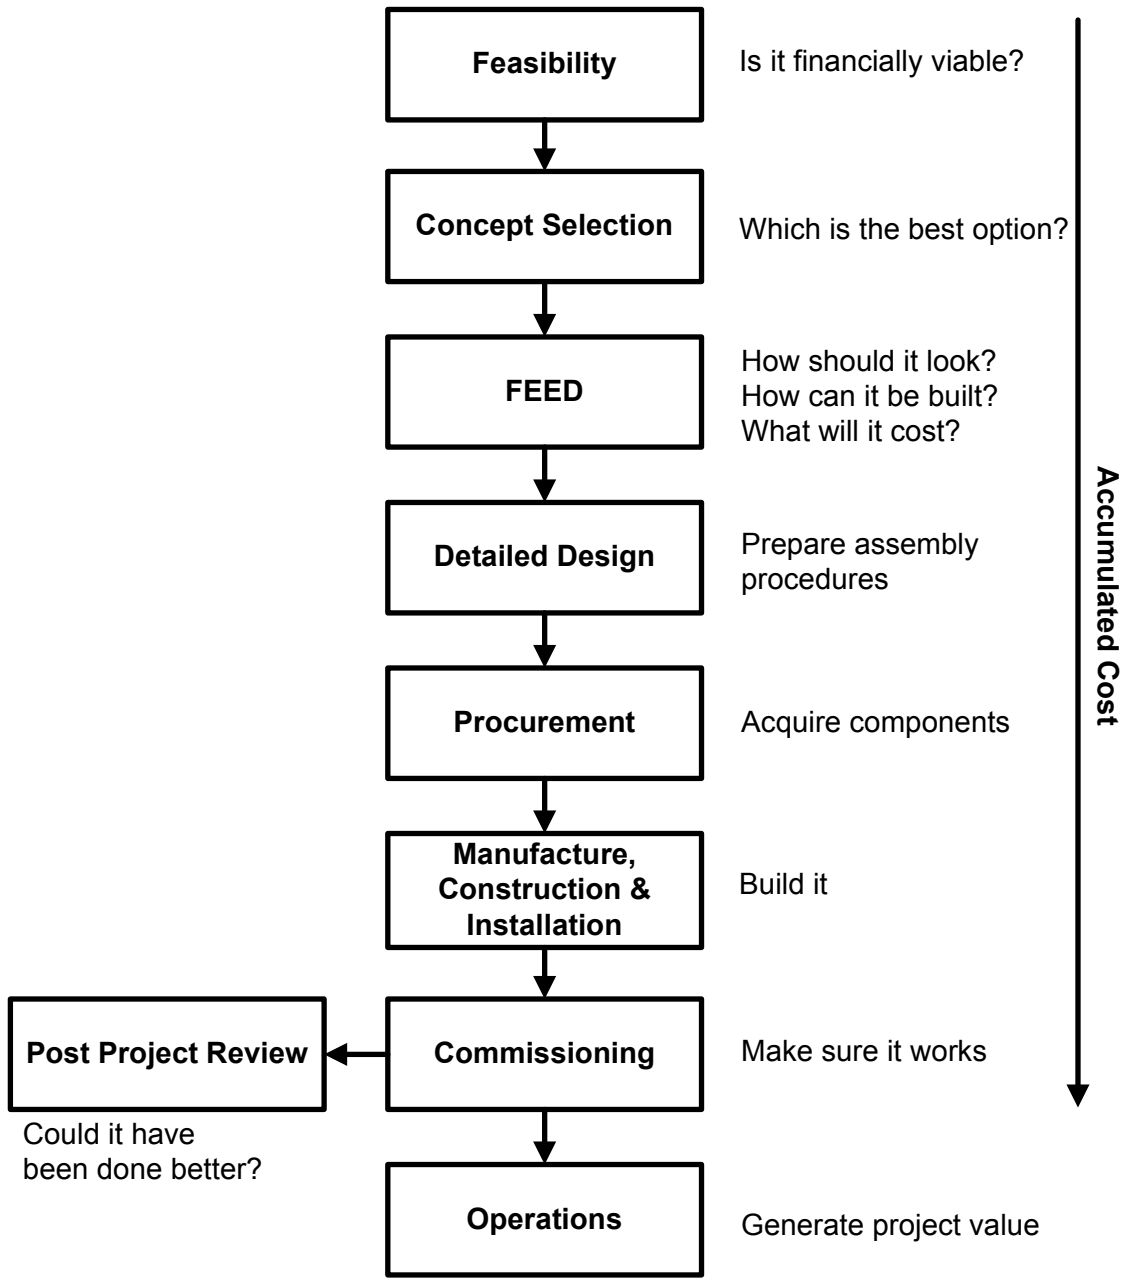 Feasibility
Is it financially viable?
Concept Selection
Which is the best option?
FEED
How should it look?
How can it be built?
What will it cost?
Detailed Design
Prepare assembly
procedures
Procurement
Acquire components
Manufacture,
Construction &
Installation
Build it
Post Project Review
Could it have
been done better?
Commissioning
Make sure it works
Operations
Generate project value
Accumulated Cost